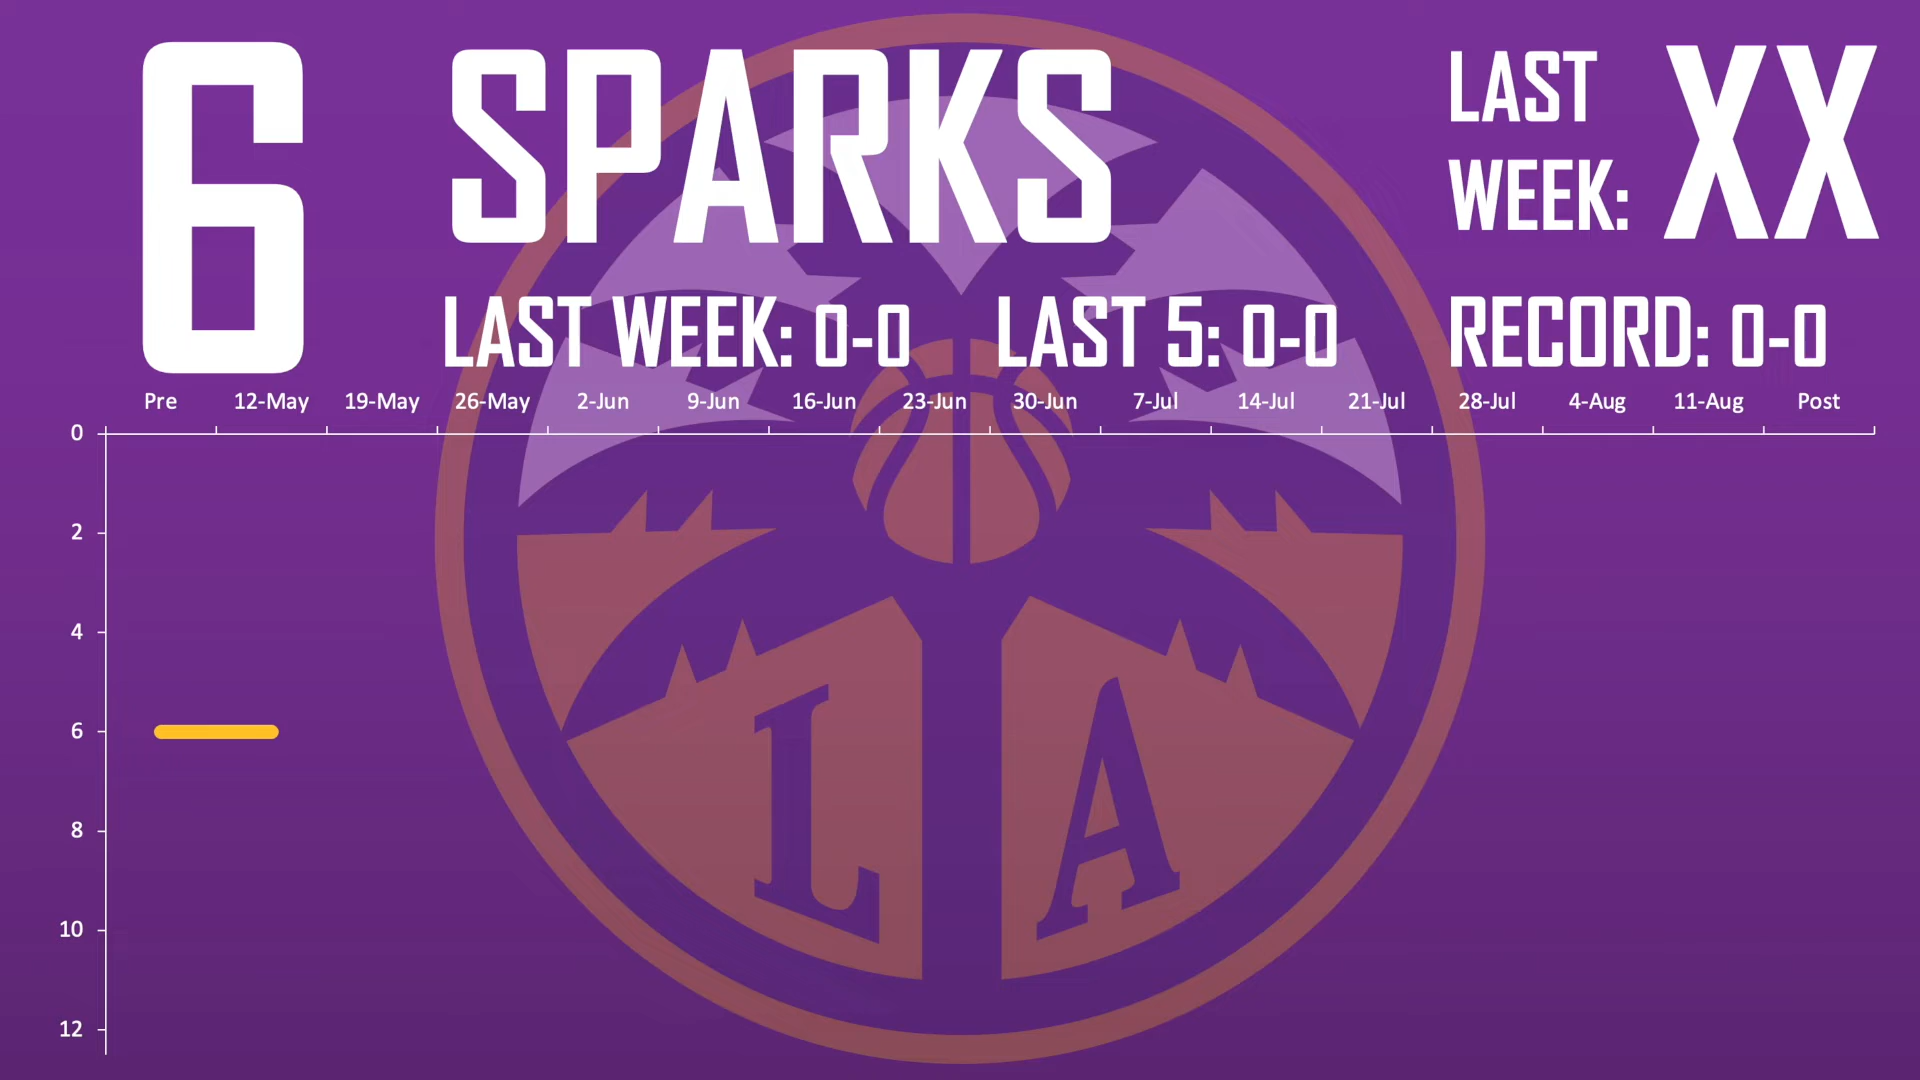 6
SPARKS
LAST WEEK: XX
LAST WEEK: 0-0 LAST 5: 0-0 RECORD: 0-0
Pre 12-May 19-May 26-May 2-Jun 9-Jun 16-Jun 23-Jun 30-Jun 7-Jul 14-Jul 21-Jul 28-Jul 4-Aug 11-Aug Post
0
2
4
6
8
10
12
LA